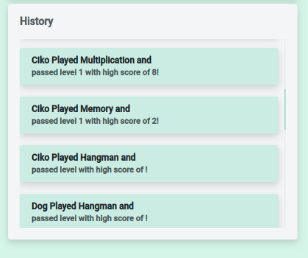 History
Ciko Played Multiplication and
passed level 1 with high score of 8!
Ciko Played Memory and
passed level 1 with high score of 2!
Ciko Played Hangman and
passed level with high score of !
Dog Played Hangman and
passed level with high score of !